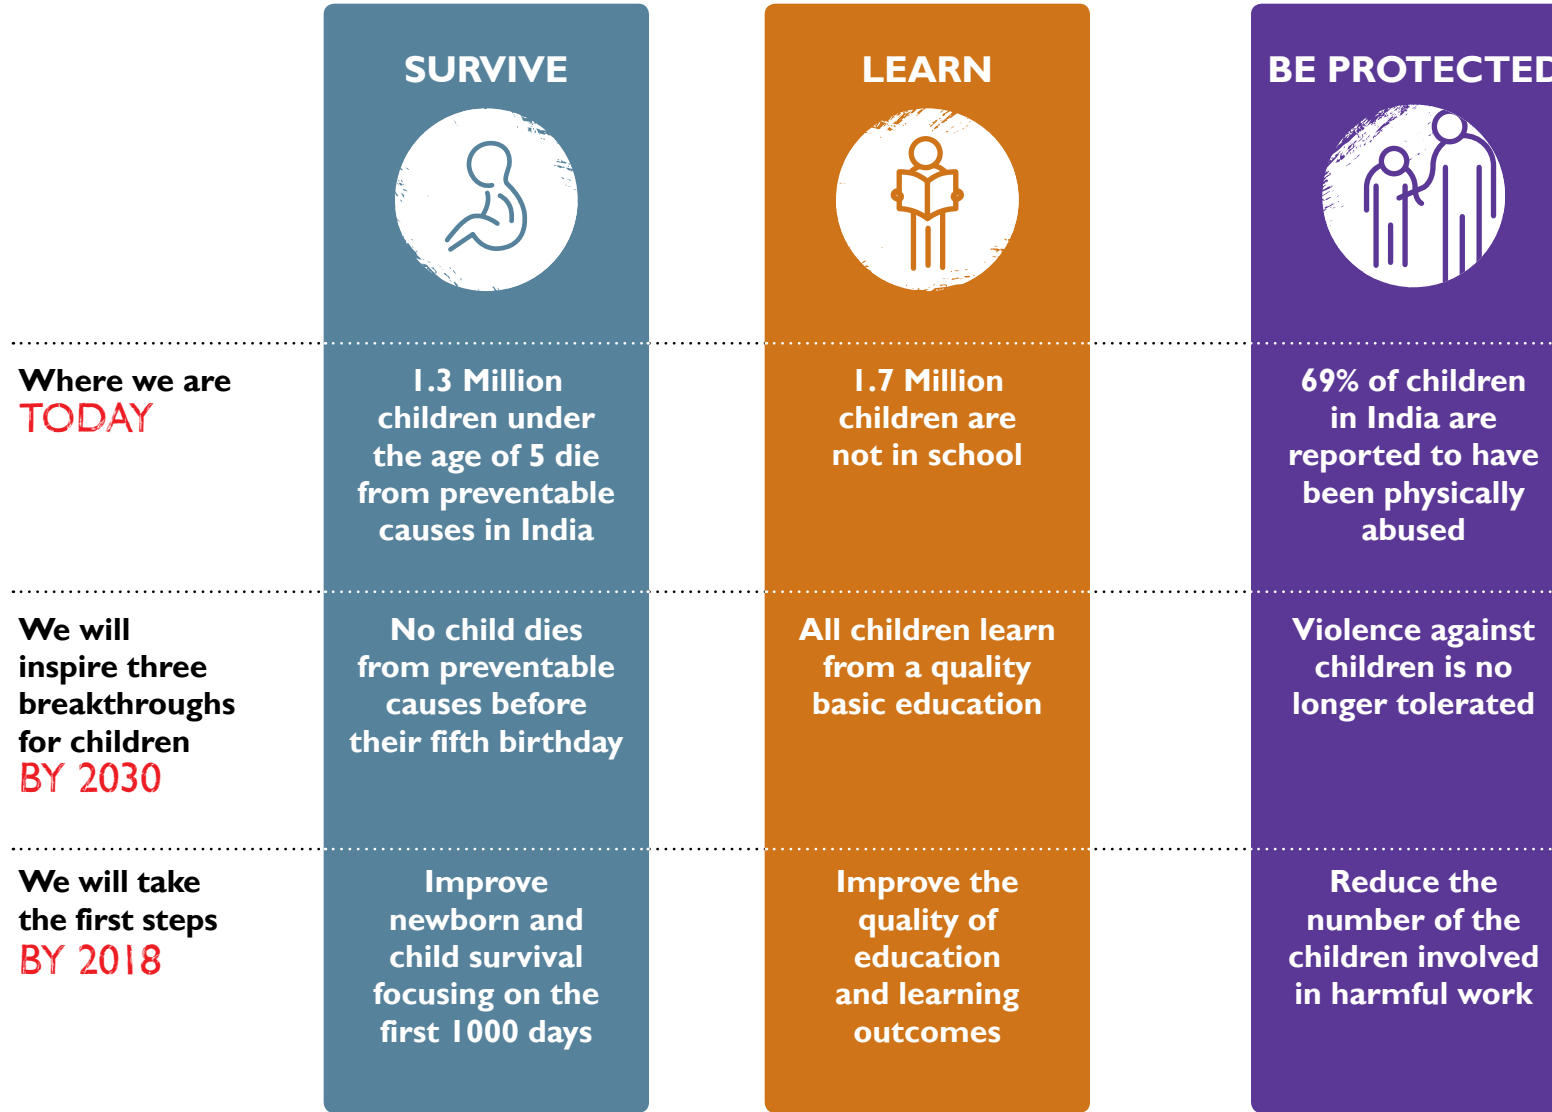 SURVIVE
LEARN
BE PROTECTED
Where we are
TODAY
1.3 Million
children under
the age of 5 die
from preventable
causes in India
1.7 Million
children are
not in school
69% of children
in India are
reported to have
been physically
abused
We will
inspire three
breakthroughs
for children
BY 2030
No child dies
from preventable
causes before
their fifth birthday
All children learn
from a quality
basic education
Violence against
children is no
longer tolerated
We will take
the first steps
BY 2018
Improve
newborn and
child survival
focusing on the
first 1000 days
Improve the
quality of
education
and learning
outcomes
Reduce the
number of the
children involved
in harmful work